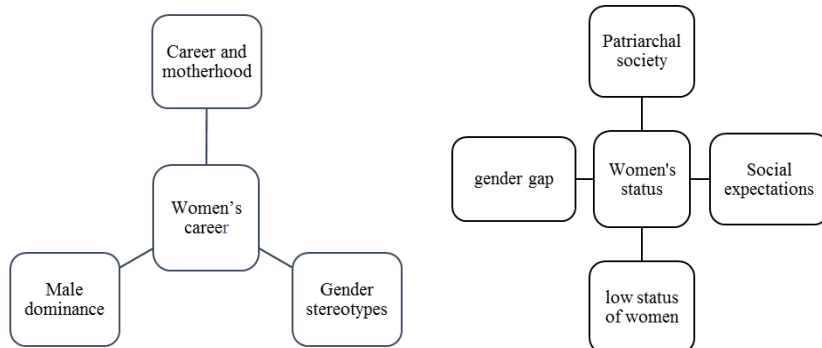 Career and
motherhood
Women’s
career
Male
dominance
Gender
stereotypes
Patriarchal
society
gender gap
Women's
status
Social
expectations
low status
of women